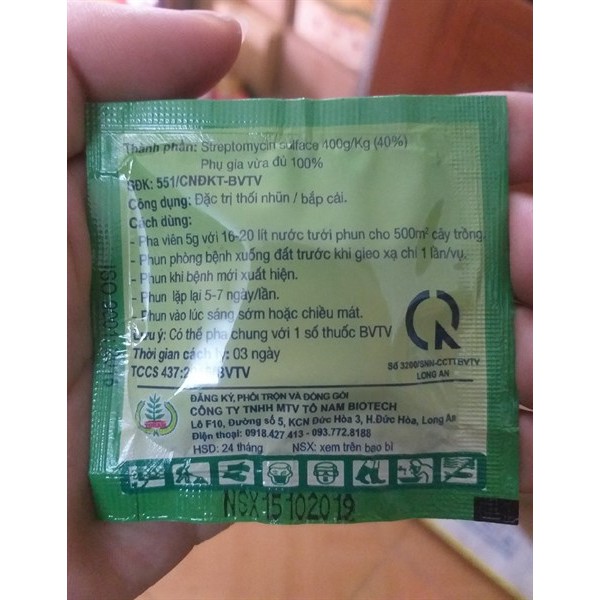 Thành phần: Streptomycin sulface 400g/Kg (40%)
Phụ gia vừa đủ 100%
SĐK: 551/CNĐKT-BVTV
Công dụng: Đặc trị thối nhũn / bắp cải.
Cách dùng:
- Pha viên 5g với 16-20 lít nước tưới phun cho 500m² cây trồng.
- Phun phòng bệnh xuống đất trước khi gieo xạ chỉ 1 lần/vụ.
- Phun khi bệnh mới xuất hiện.
- Phun lặp lại 5-7 ngày/lần.
- Phun vào lúc sáng sớm hoặc chiều mát.
Lưu ý: Có thể pha chung với 1 số thuốc BVTV
Thời gian cách ly: 03 ngày
TCCS 437: BVTV
Số 3200/SNN-CCTT.BVTV
LONG AN
ĐĂNG KÝ, PHỐI TRỘN VÀ ĐÓNG GÓI
CÔNG TY TNHH MTV TÔ NAM BIOTECH
Lô F10, Đường số 5, KCN Đức Hòa 3, H.Đức Hòa, Long An
Điện thoại: 0918.427.413 - 093.772.8188
HSD: 24 tháng NSX: xem trên bao bì
NSX15102019